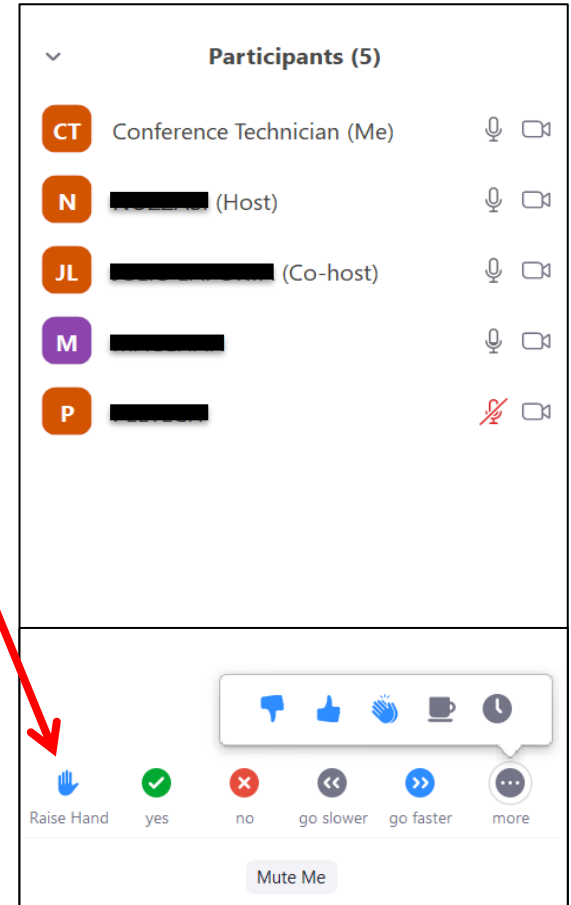 Participants (5)
CT Conference Technician (Me)
N (Host)
JL (Co-host)
M
P
Raise Hand yes no go slower go faster more
Mute Me